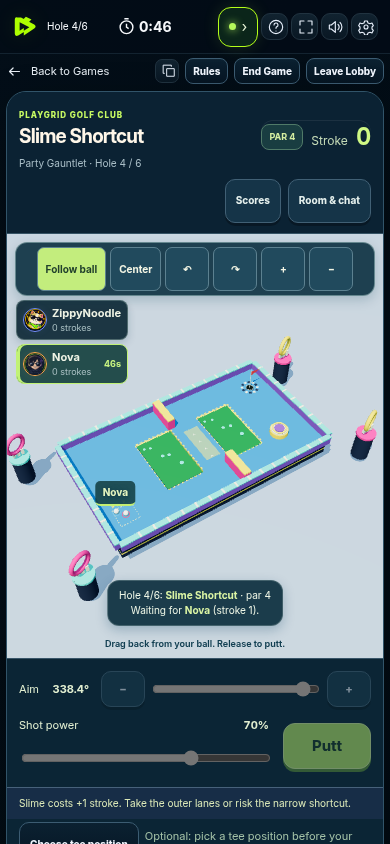 Hole 4/6
0:46
›
Back to Games
Rules
End Game
Leave Lobby
PLAYGRID GOLF CLUB
Slime Shortcut
PAR 4
Stroke 0
Party Gauntlet · Hole 4 / 6
Scores
Room & chat
Follow ball
Center
↶
↷
+
−
ZippyNoodle
0 strokes
Nova
0 strokes
46s
Nova
Hole 4/6: Slime Shortcut · par 4
Waiting for Nova (stroke 1).
Drag back from your ball. Release to putt.
Aim 338.4°
−
+
Shot power 70%
Putt
Slime costs +1 stroke. Take the outer lanes or risk the narrow shortcut.
Choose tee position
Optional: pick a tee position before your